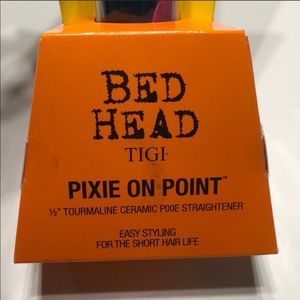 BED
HEAD
TIGI
PIXIE ON POINT™
½" TOURMALINE CERAMIC PIXIE STRAIGHTENER
EASY STYLING
FOR THE SHORT HAIR LIFE